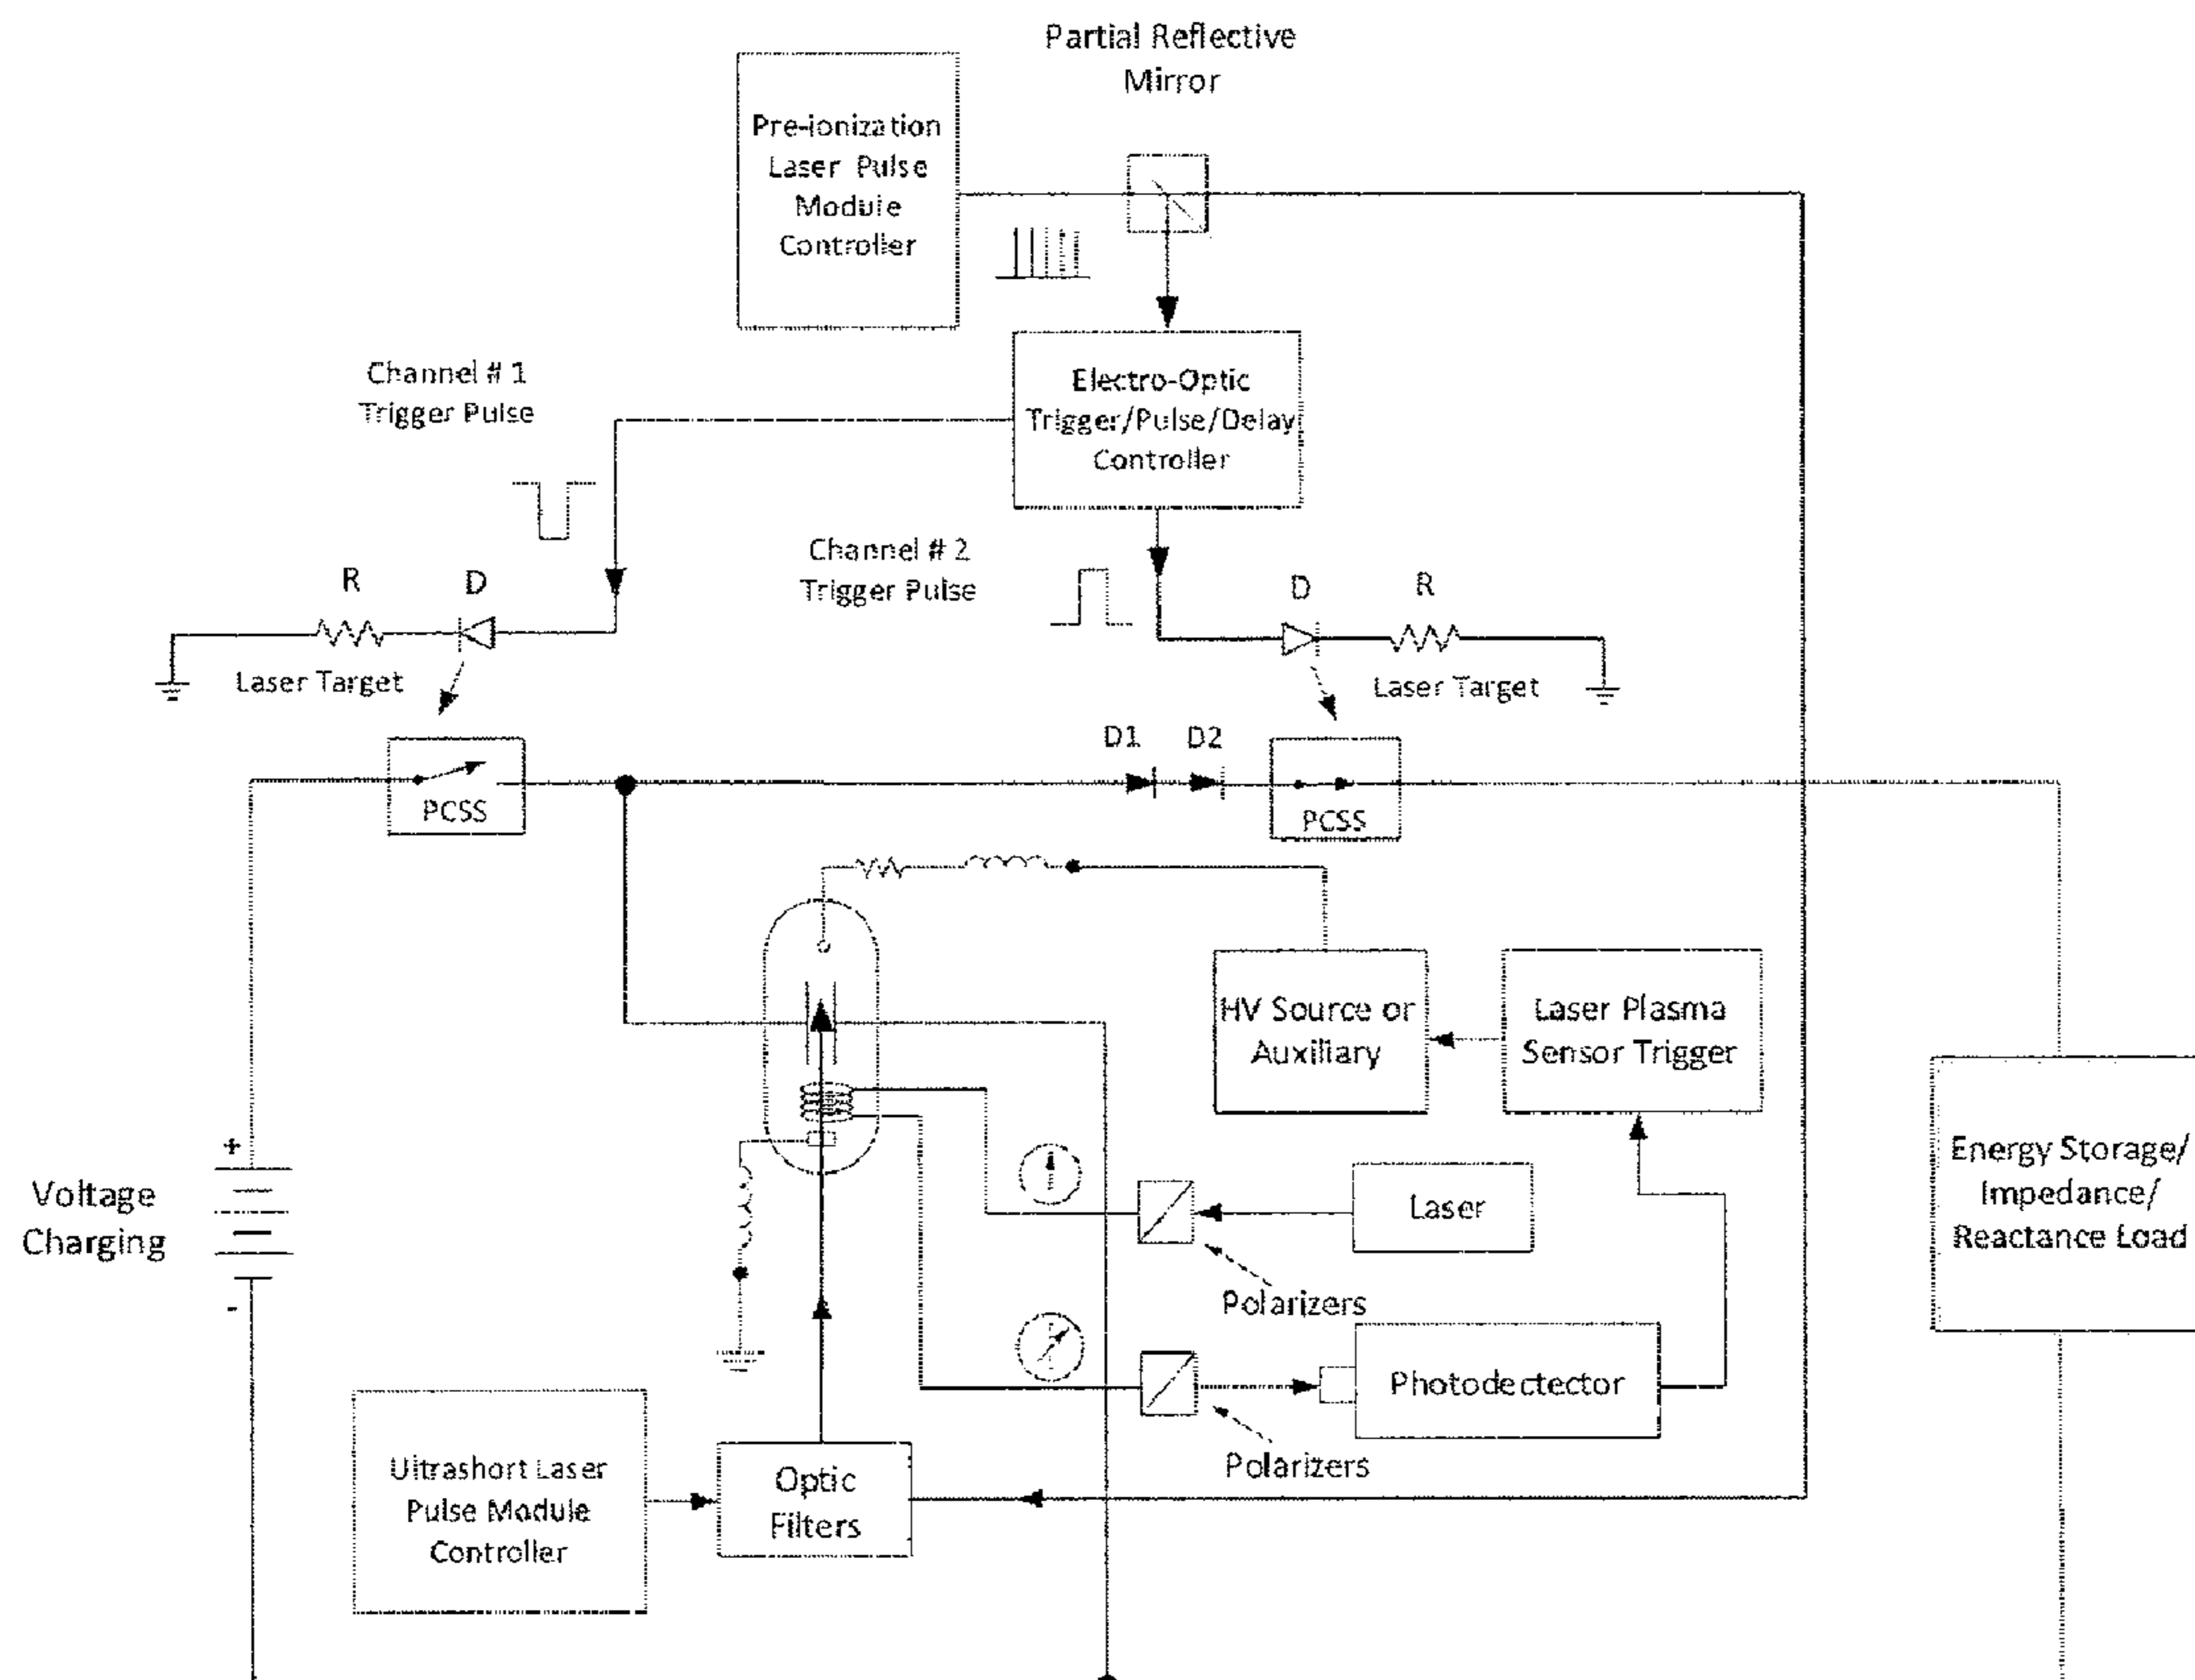 Partial Reflective
Mirror
Pre-ionization
Laser Pulse
Module
Controller
Channel # 1
Trigger Pulse
Electro-Optic
Trigger/Pulse/Delay
Controller
Channel # 2
Trigger Pulse
R
D
D
R
Laser Target
Laser Target
D1
D2
PCSS
PCSS
HV Source or
Auxiliary
Laser Plasma
Sensor Trigger
+
Voltage
Charging
-
Energy Storage/
Impedance/
Reactance Load
Laser
Polarizers
Photodectector
Polarizers
Ultrashort Laser
Pulse Module
Controller
Optic
Filters